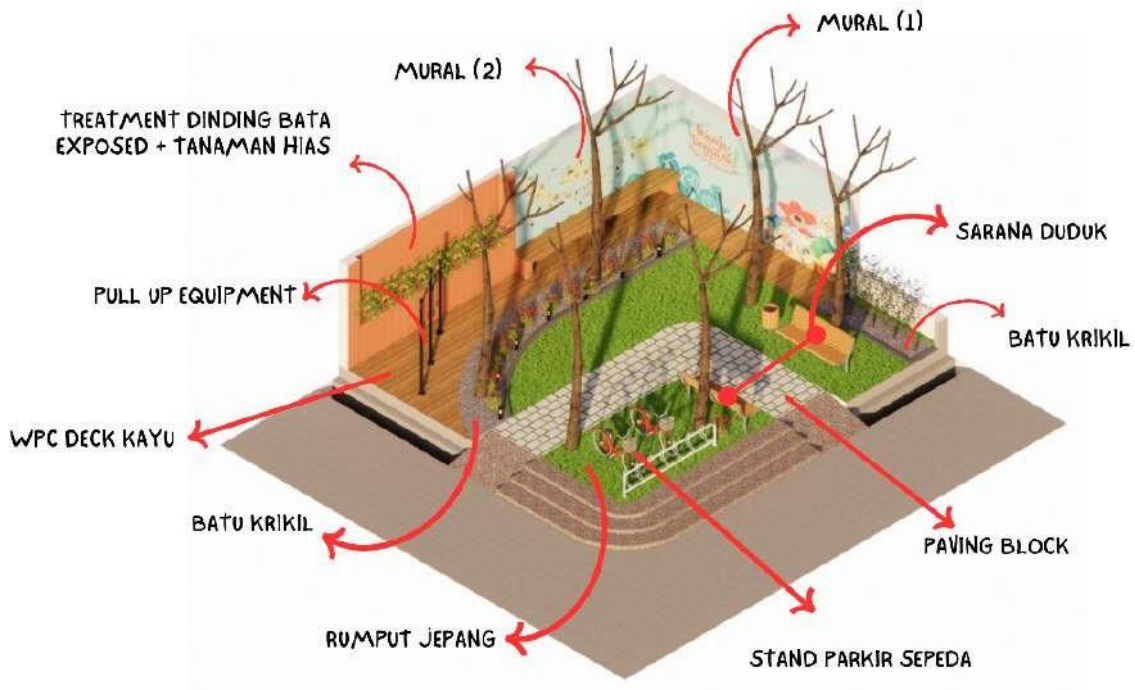 MURAL (1)
MURAL (2)
TREATMENT DINDING BATA
EXPOSED + TANAMAN HIAS
SARANA DUDUK
PULL UP EQUIPMENT
BATU KRIKIL
WPC DECK KAYU
BATU KRIKIL
PAVING BLOCK
RUMPUT JEPANG
STAND PARKIR SEPEDA